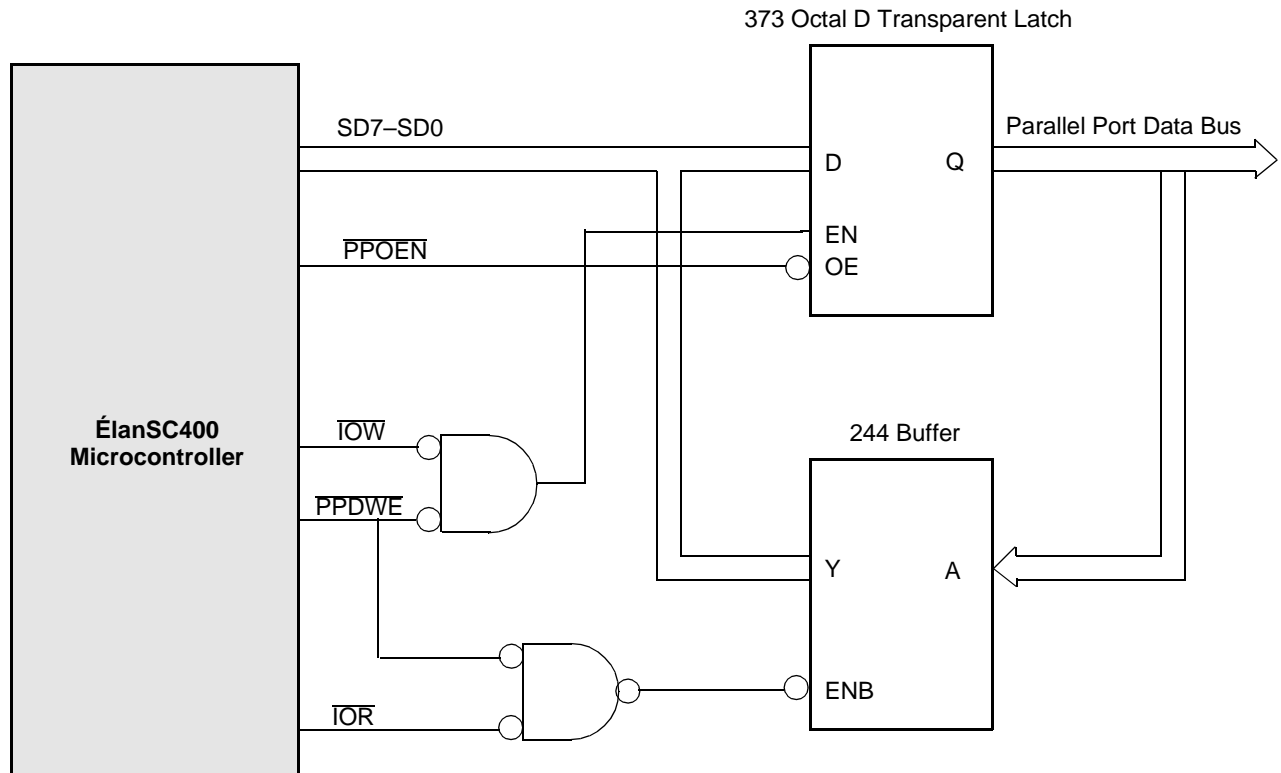 373 Octal D Transparent Latch
SD7–SD0
Parallel Port Data Bus
D
Q
EN
PPOEN
OE
ÉlanSC400
Microcontroller
IOW
244 Buffer
PPDWE
Y
A
ENB
IOR